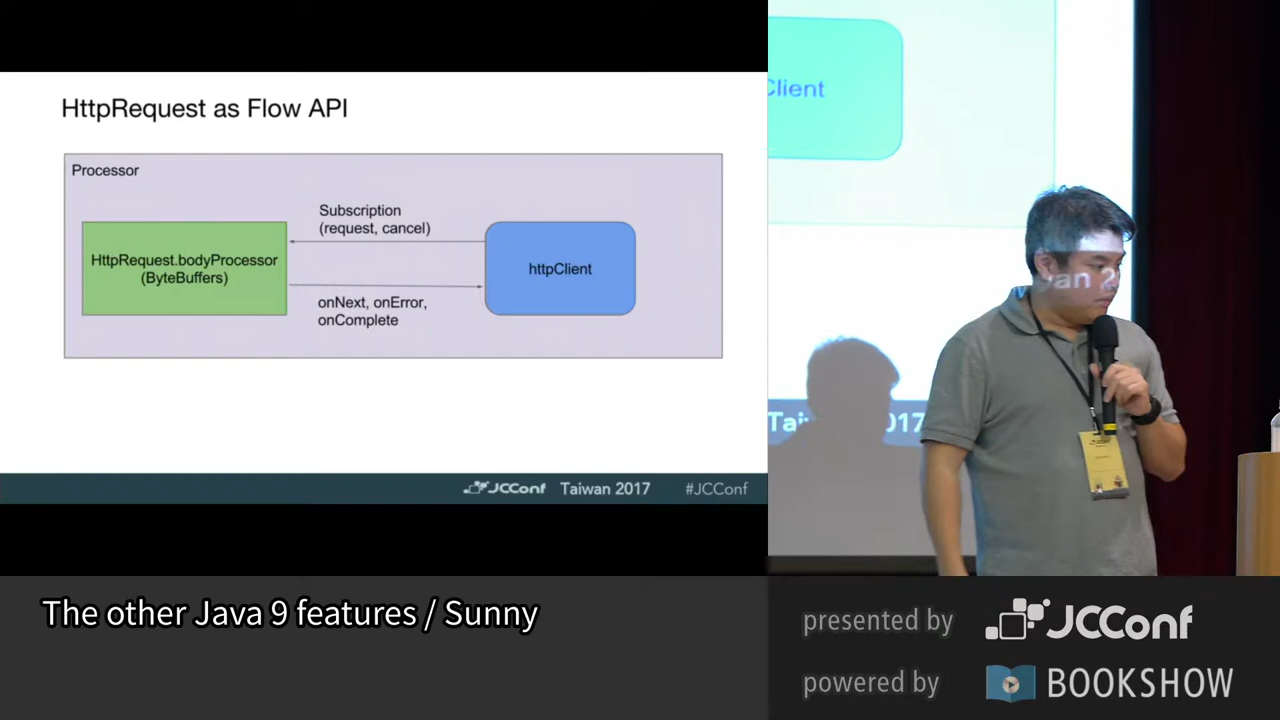 HttpRequest as Flow API
Processor
Subscription
(request, cancel)
HttpRequest.bodyProcessor
(ByteBuffers)
httpClient
onNext, onError,
onComplete
JCConf Taiwan 2017 #JCConf
Client
The other Java 9 features / Sunny
presented by JCConf
powered by BOOKSHOW